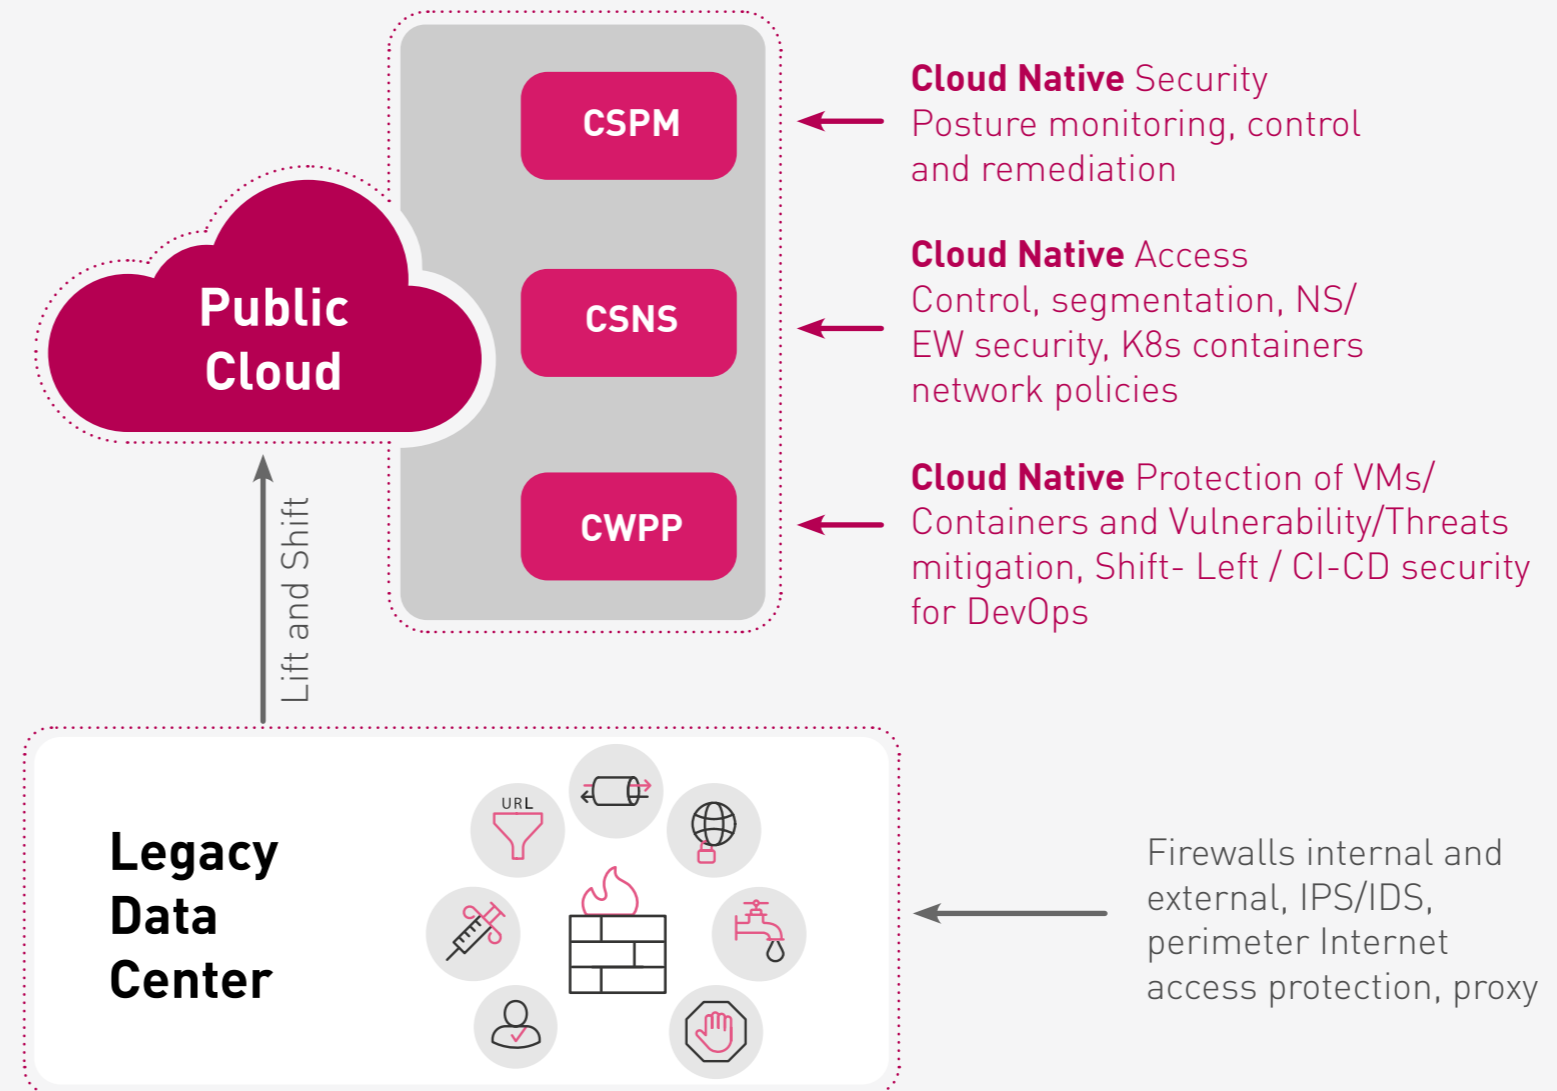 CSPM
Cloud Native Security
Posture monitoring, control
and remediation
Public
Cloud
CSNS
Cloud Native Access
Control, segmentation, NS/
EW security, K8s containers
network policies
CWPP
Cloud Native Protection of VMs/
Containers and Vulnerability/Threats
mitigation, Shift- Left / CI-CD security
for DevOps
Lift and Shift
Legacy
Data
Center
URL
Firewalls internal and
external, IPS/IDS,
perimeter Internet
access protection, proxy